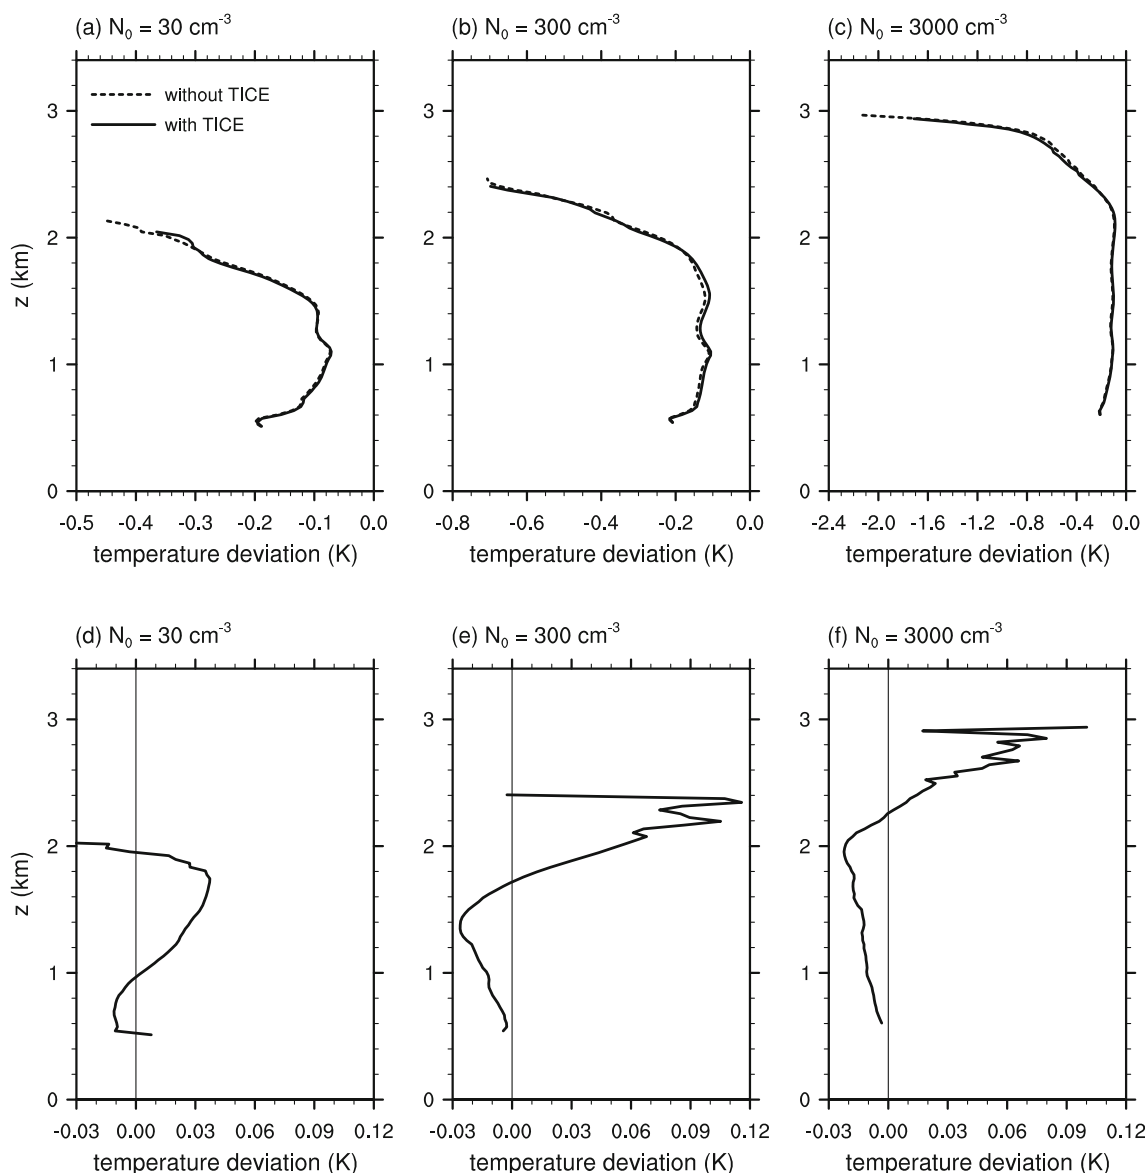 (a) N₀ = 30 cm⁻³ (b) N₀ = 300 cm⁻³ (c) N₀ = 3000 cm⁻³
without TICE
with TICE
3 3 3
2 2 2
1 1 1
0 0 0
z (km)
-0.5 -0.4 -0.3 -0.2 -0.1 0.0 -0.8 -0.6 -0.4 -0.2 0.0 -2.4 -2.0 -1.6 -1.2 -0.8 -0.4 0.0
temperature deviation (K) temperature deviation (K) temperature deviation (K)
(d) N₀ = 30 cm⁻³ (e) N₀ = 300 cm⁻³ (f) N₀ = 3000 cm⁻³
3 3 3
2 2 2
1 1 1
0 0 0
z (km)
-0.03 0.00 0.03 0.06 0.09 0.12 -0.03 0.00 0.03 0.06 0.09 0.12 -0.03 0.00 0.03 0.06 0.09 0.12
temperature deviation (K) temperature deviation (K) temperature deviation (K)